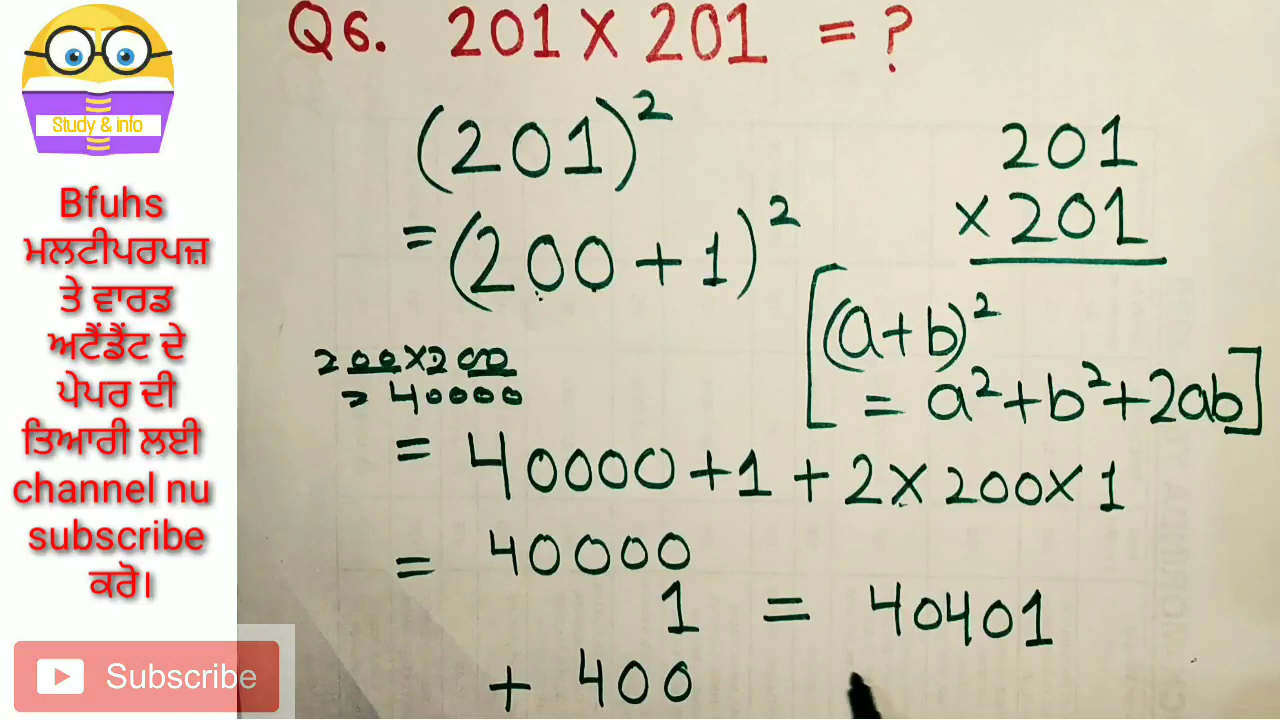 Study & info
Bfuhs
ਮਲਟੀਪਰਪਜ਼
ਤੇ ਵਾਰਡ
ਅਟੈਂਡੈਂਟ ਦੇ
ਪੇਪਰ ਦੀ
ਤਿਆਰੀ ਲਈ
channel nu
subscribe
ਕਰੋ।
Subscribe
Q6. 201 X 201 = ?
(201)²
= (200 + 1)²
201
× 201
[(a+b)²
= a² + b² + 2ab]
200 × 200
= 40000
= 40000 + 1 + 2 × 200 × 1
= 40000
1 = 40401
+ 400